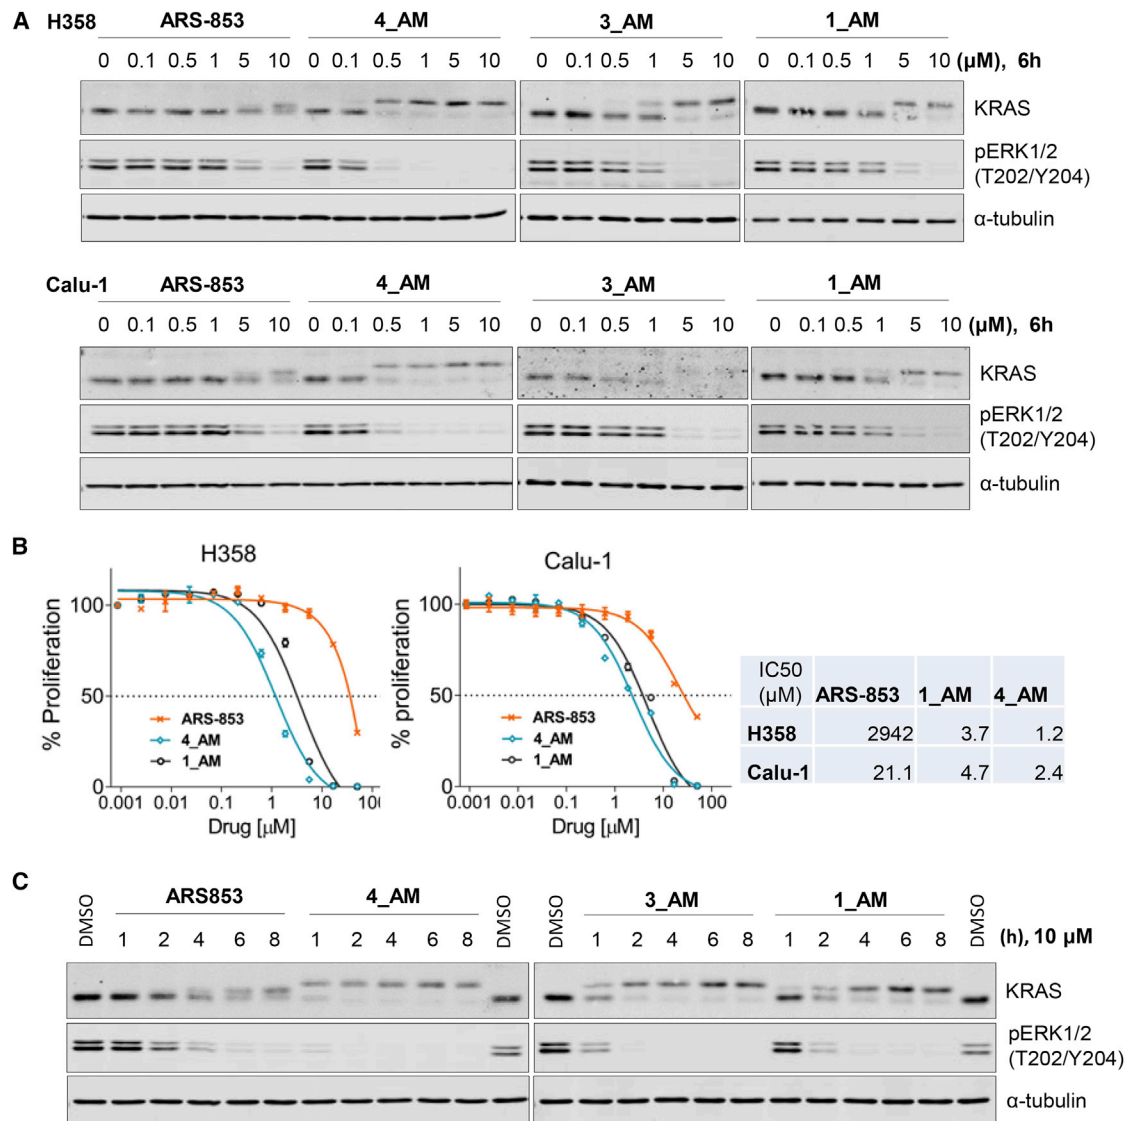 A H358 ARS-853 4_AM 3_AM 1_AM
0 0.1 0.5 1 5 10 0 0.1 0.5 1 5 10 0 0.1 0.5 1 5 10 0 0.1 0.5 1 5 10 (µM), 6h
KRAS
pERK1/2
(T202/Y204)
α-tubulin
Calu-1 ARS-853 4_AM 3_AM 1_AM
0 0.1 0.5 1 5 10 0 0.1 0.5 1 5 10 0 0.1 0.5 1 5 10 0 0.1 0.5 1 5 10 (µM), 6h
KRAS
pERK1/2
(T202/Y204)
α-tubulin
B
H358
% Proliferation
100
50
0
ARS-853
4_AM
1_AM
0.001 0.01 0.1 1 10 100
Drug [µM]
Calu-1
% proliferation
100
50
0
ARS-853
4_AM
1_AM
0.001 0.01 0.1 1 10 100
Drug [µM]
IC50
(µM) ARS-853 1_AM 4_AM
H358 2942 3.7 1.2
Calu-1 21.1 4.7 2.4
C
DMSO ARS853 4_AM DMSO DMSO 3_AM 1_AM DMSO
1 2 4 6 8 1 2 4 6 8 1 2 4 6 8 1 2 4 6 8 (h), 10 µM
KRAS
pERK1/2
(T202/Y204)
α-tubulin